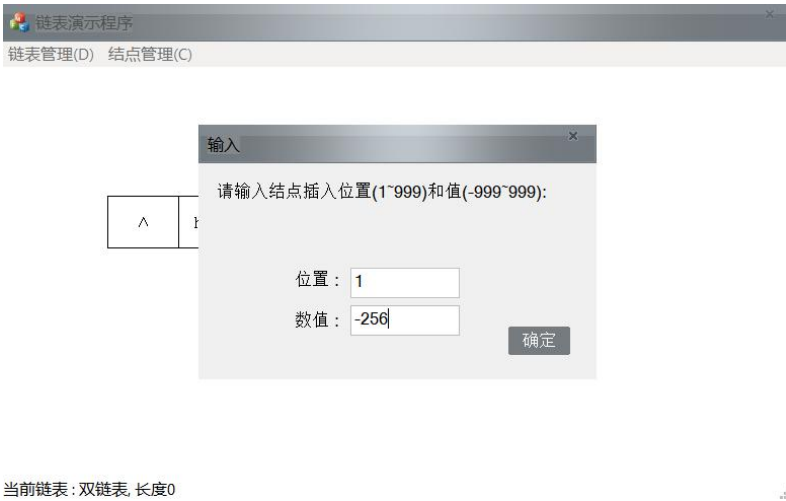 链表演示程序
链表管理(D) 结点管理(C)
输入
请输入结点插入位置(1~999)和值(-999~999):
∧
位置： 1
数值： -256
确定
当前链表 : 双链表, 长度0